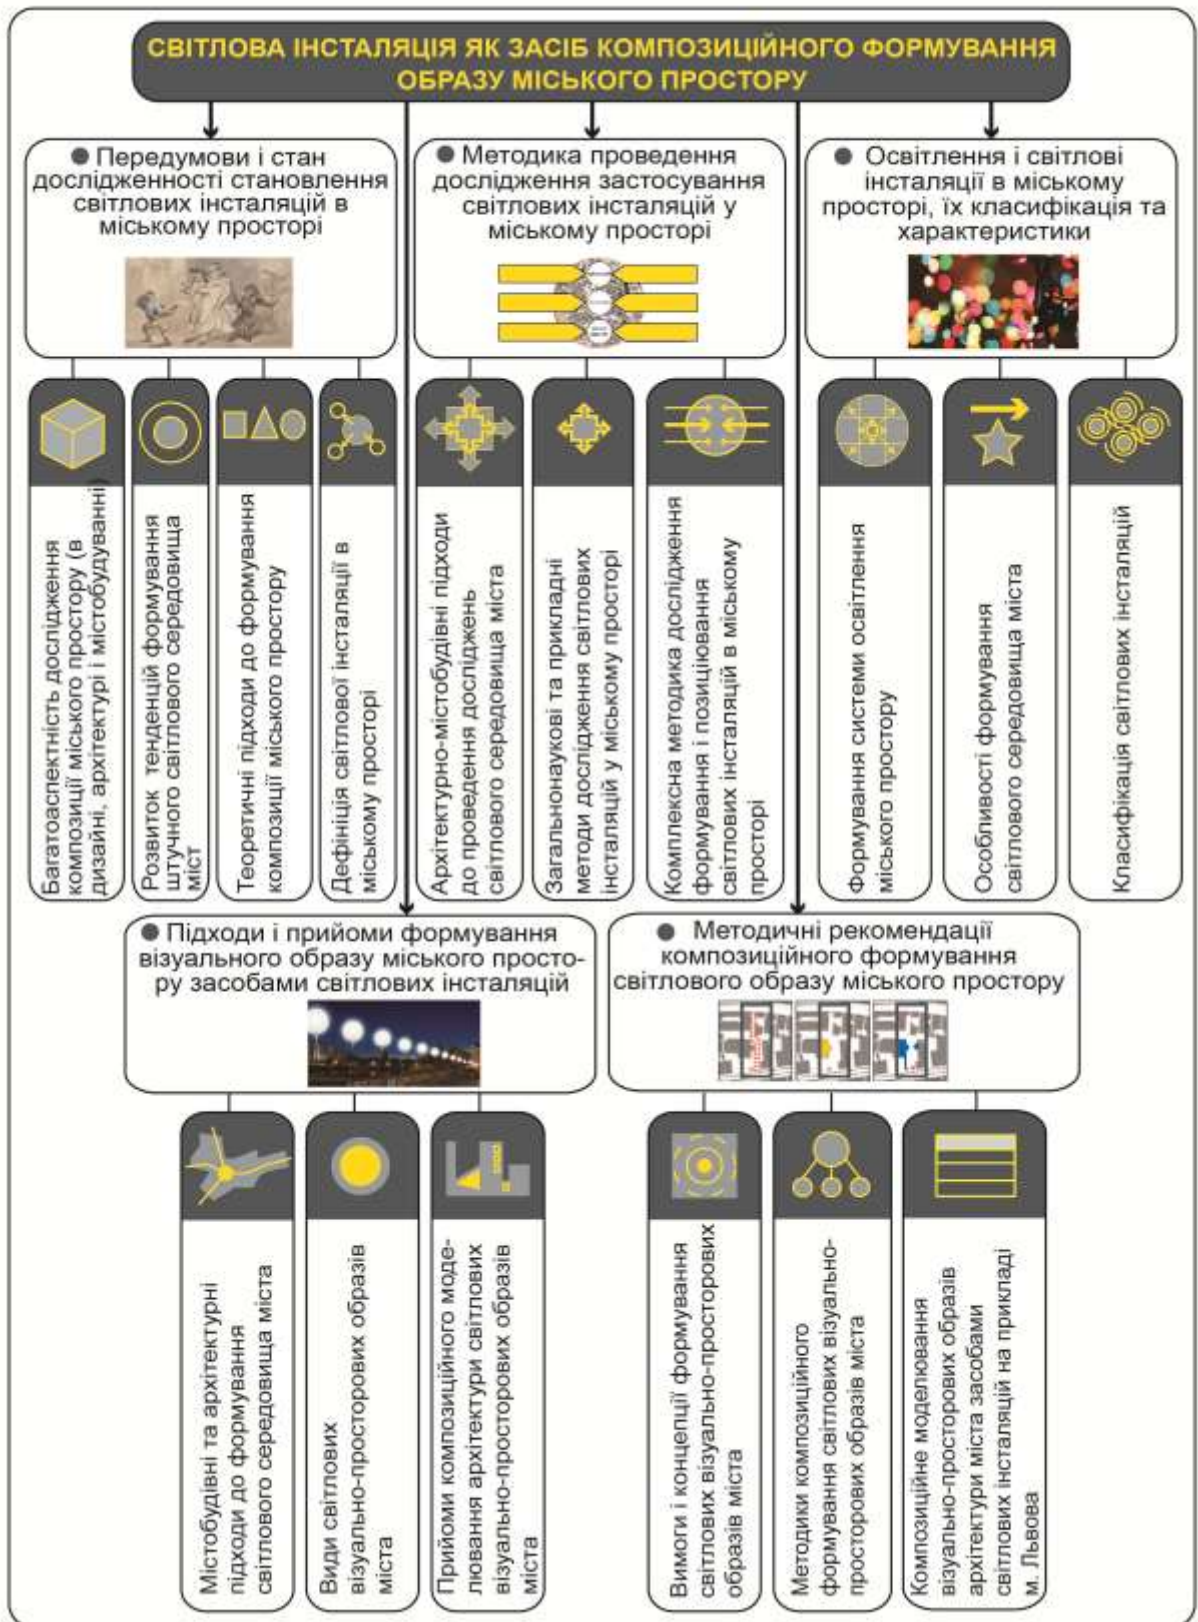 СВІТЛОВА ІНСТАЛЯЦІЯ ЯК ЗАСІБ КОМПОЗИЦІЙНОГО ФОРМУВАННЯ
ОБРАЗУ МІСЬКОГО ПРОСТОРУ
Передумови і стан
дослідженності становлення
світлових інсталяцій в
міському просторі
Методика проведення
дослідження застосування
світлових інсталяцій у
міському просторі
Освітлення і світлові
інсталяції в міському
просторі, їх класифікація та
характеристики
Багатоаспектність дослідження
композиції міського простору (в
дизайні, архітектурі і містобудуванні)
Розвиток тенденцій формування
штучного світлового середовища
міст
Теоретичні підходи до формування
композиції міського простору
Дефініція світлової інсталяції в
міському просторі
Архітектурно-містобудівні підходи
до проведення досліджень
світлового середовища міста
Загальнонаукові та прикладні
методи дослідження світлових
інсталяцій у міському просторі
Комплексна методика дослідження
формування і позиціювання
світлових інсталяцій в міському
просторі
Формування системи освітлення
міського простору
Особливості формування
світлового середовища міста
Класифікація світлових інсталяцій
Підходи і прийоми формування
візуального образу міського просто-
ру засобами світлових інсталяцій
Методичні рекомендації
композиційного формування
світлового образу міського простору
Містобудівні та архітектурні
підходи до формування
світлового середовища міста
Види світлових
візуально-просторових образів
міста
Прийоми композиційного моде-
лювання архітектури світлових
візуально-просторових образів
міста
Вимоги і концепції формування
світлових візуально-просторових
образів міста
Методики композиційного
формування світлових візуально-
просторових образів міста
Композиційне моделювання
візуально-просторових образів
архітектури міста засобами
світлових інсталяцій на прикладі
м. Львова